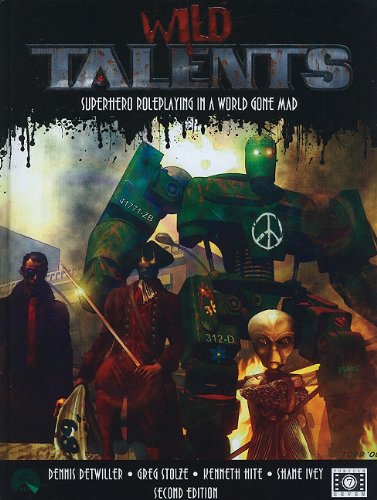 WILD
TALENTS
SUPERHERO ROLEPLAYING IN A WORLD GONE MAD
41771-ZB
312-D
DENNIS DETWILLER • GREG STOLZE • KENNETH HITE • SHANE IVEY
SECOND EDITION
7